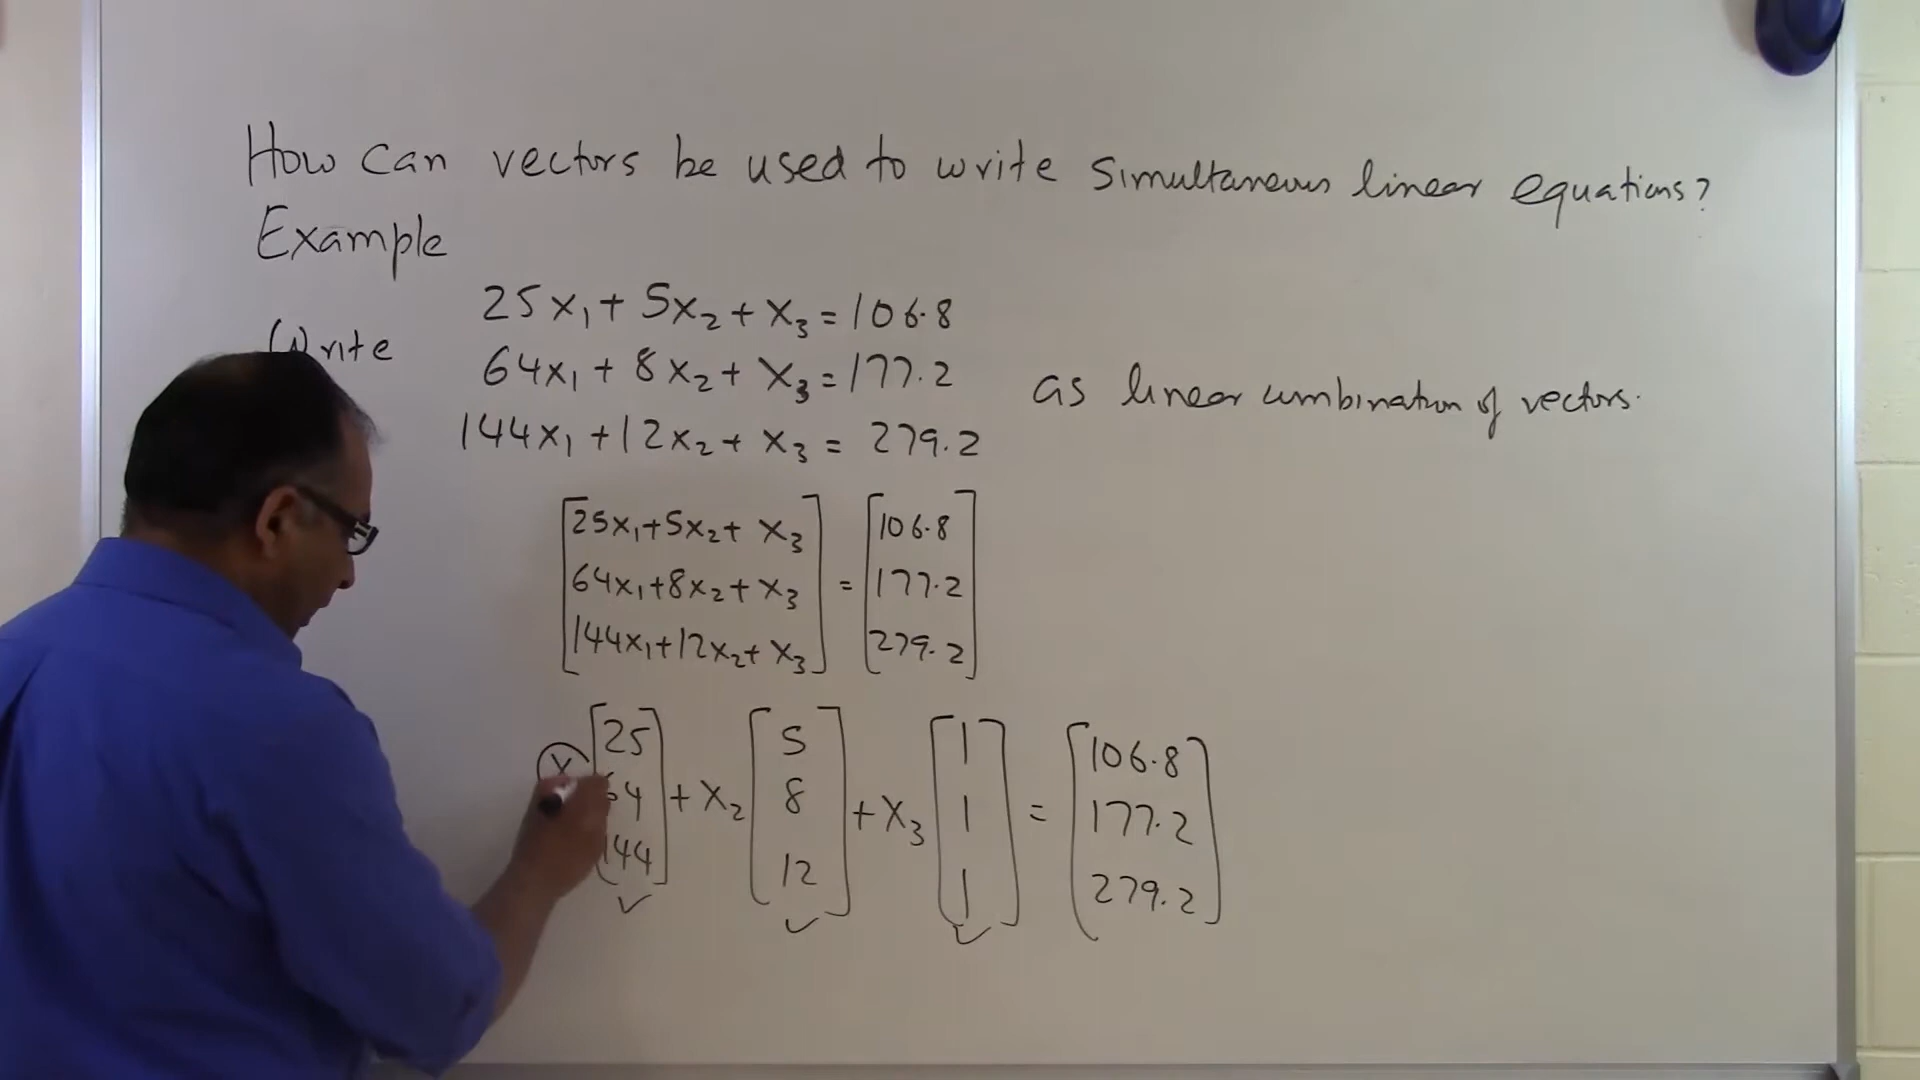 How can vectors be used to write simultaneous linear equations?
Example
25x₁ + 5x₂ + x₃ = 106.8
Write
64x₁ + 8x₂ + x₃ = 177.2 as linear combination of vectors.
144x₁ + 12x₂ + x₃ = 279.2
[25x₁+5x₂+ x₃] [106.8]
[64x₁+8x₂+ x₃] = [177.2]
[144x₁+12x₂+ x₃] [279.2]
[25] [5] [1] [106.8]
x [64] + x₂ [8] + x₃ [1] = [177.2]
[144] [12] [1] [279.2]